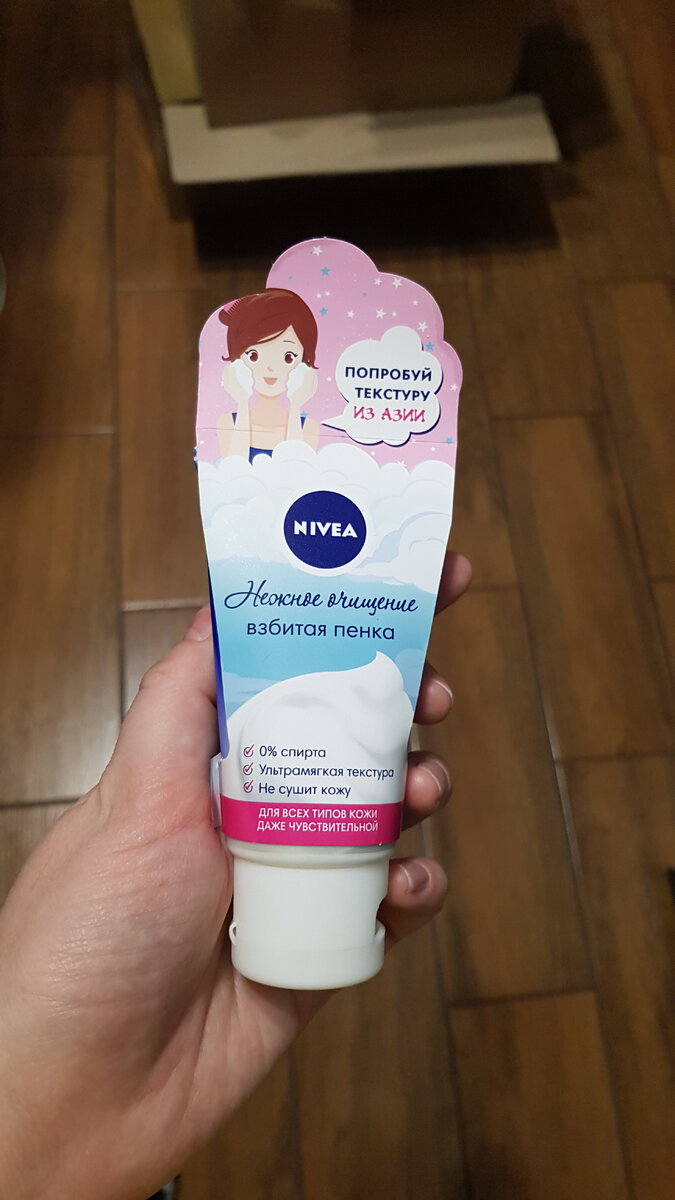 ПОПРОБУЙ
ТЕКСТУРУ
ИЗ АЗИИ
NIVEA
Нежное очищение
взбитая пенка
0% спирта
Ультрамягкая текстура
Не сушит кожу
ДЛЯ ВСЕХ ТИПОВ КОЖИ
ДАЖЕ ЧУВСТВИТЕЛЬНОЙ